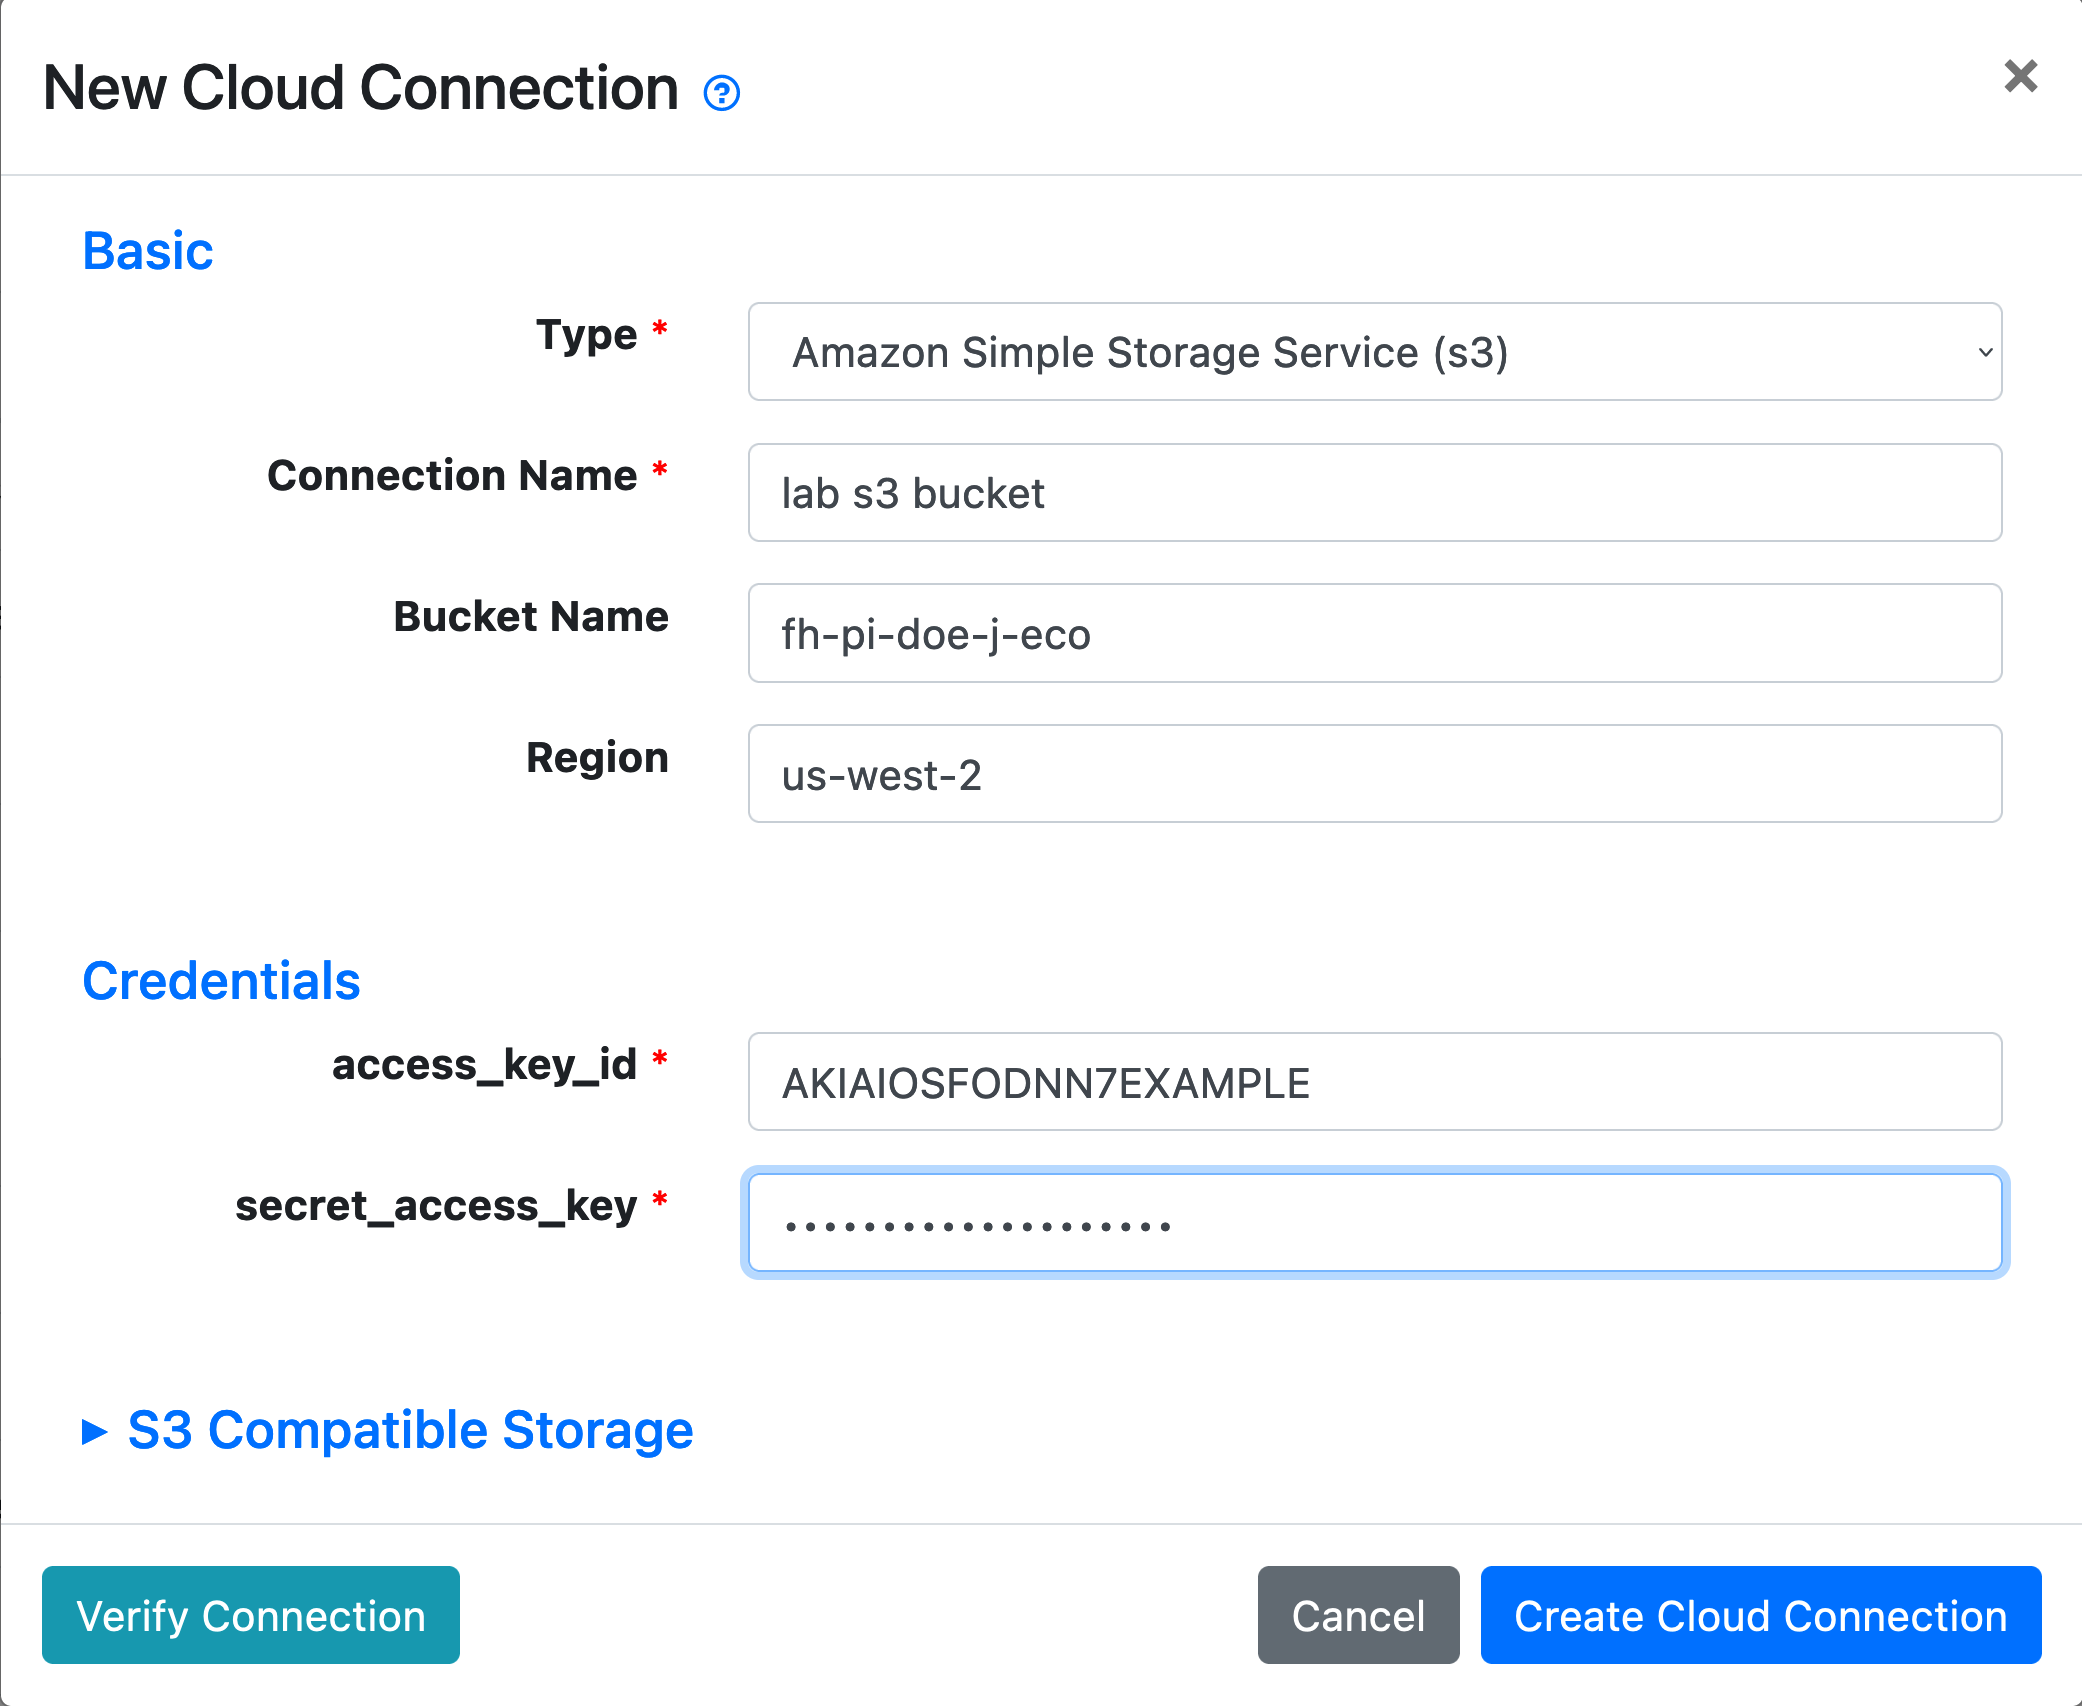 New Cloud Connection ?
Basic
Type *
Amazon Simple Storage Service (s3)
Connection Name *
lab s3 bucket
Bucket Name
fh-pi-doe-j-eco
Region
us-west-2
Credentials
access_key_id *
AKIAIOSFODNN7EXAMPLE
secret_access_key *
••••••••••••••••••••
S3 Compatible Storage
Verify Connection
Cancel
Create Cloud Connection